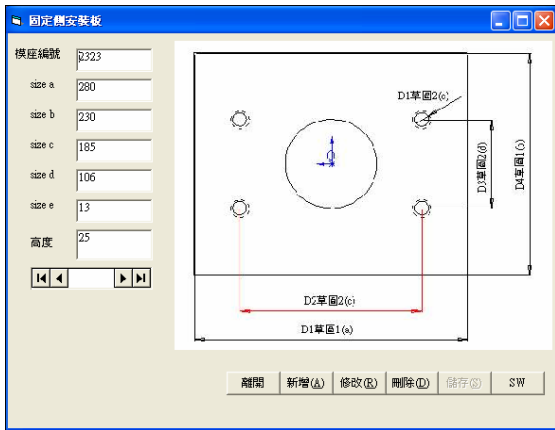 固定側安裝板
模座編號 2323
size a 280
size b 230
size c 185
size d 106
size e 13
高度 25
D1草圖2(e)
D3草圖2(d)
D4草圖1(s)
D2草圖2(c)
D1草圖1(a)
離開 新增(A) 修改(R) 刪除(D) 儲存(S) SW